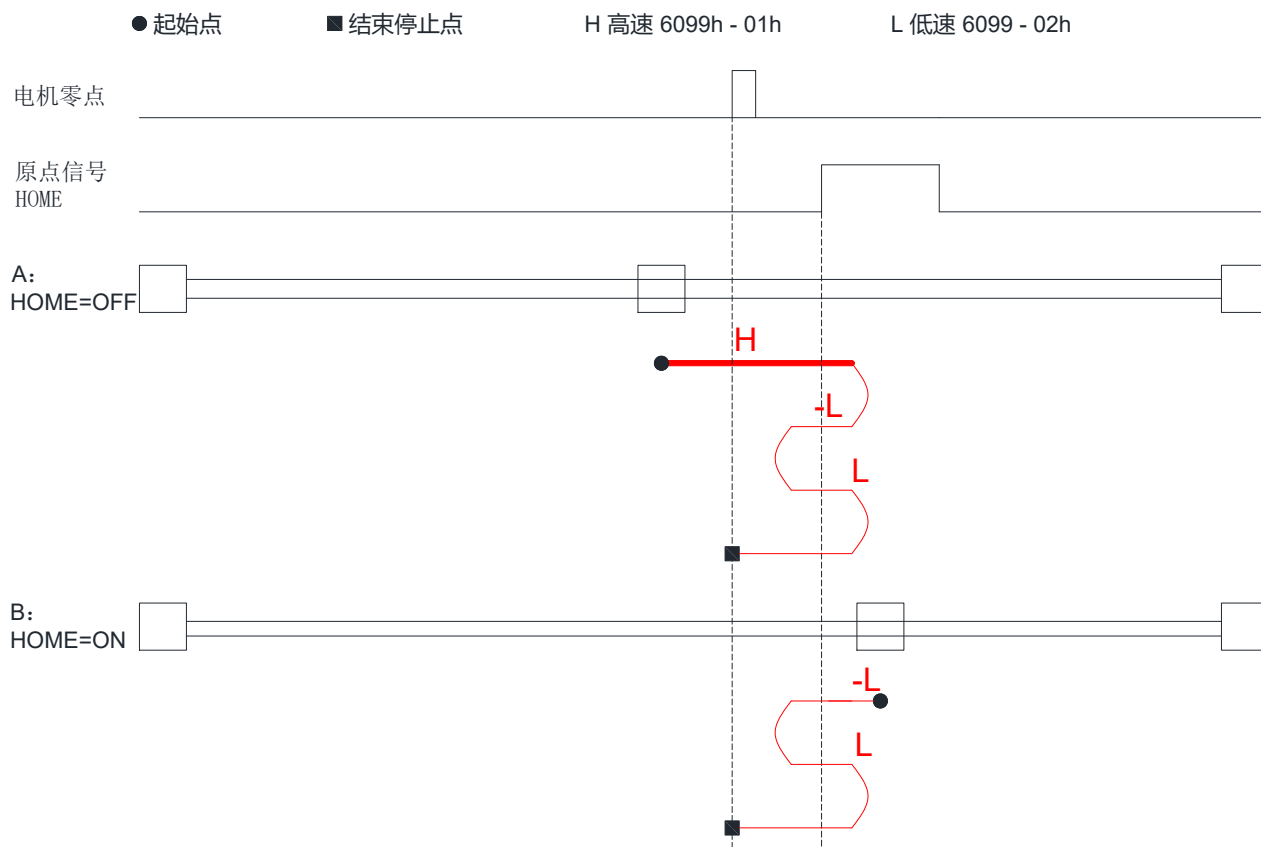 ● 起始点 ■ 结束停止点 H 高速 6099h - 01h L 低速 6099 - 02h
电机零点
原点信号
HOME
A：
HOME=OFF
H
-L
L
B：
HOME=ON
-L
L